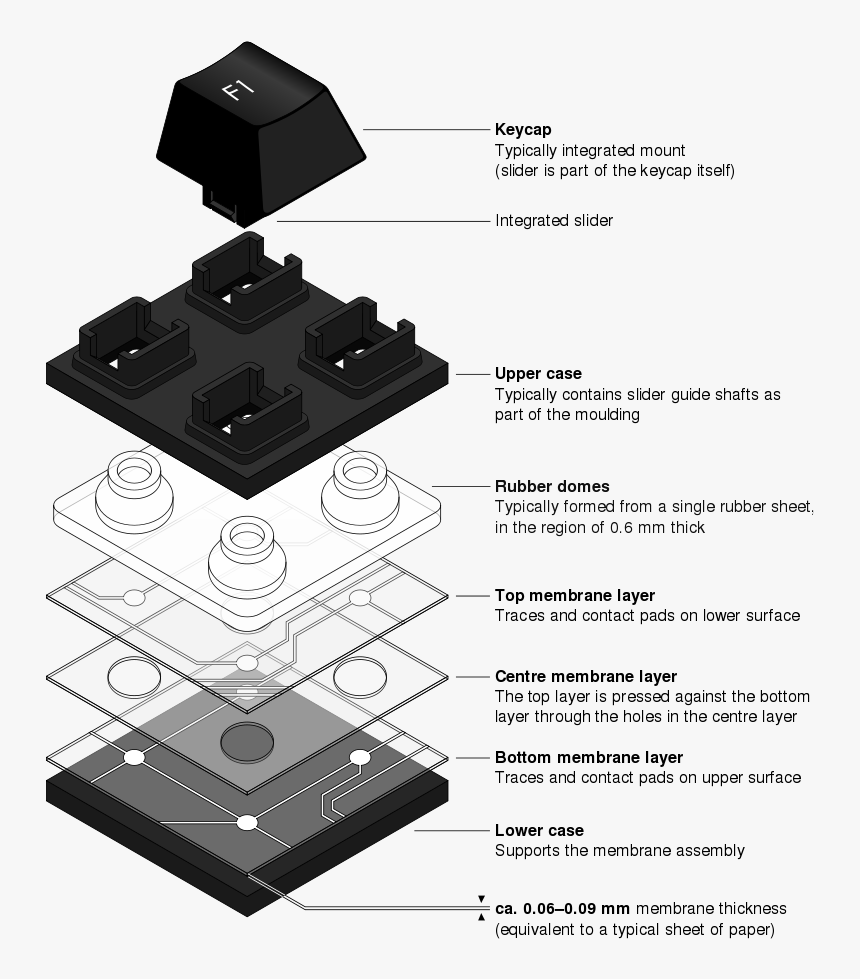 F1
Keycap
Typically integrated mount
(slider is part of the keycap itself)
Integrated slider
Upper case
Typically contains slider guide shafts as
part of the moulding
Rubber domes
Typically formed from a single rubber sheet,
in the region of 0.6 mm thick
Top membrane layer
Traces and contact pads on lower surface
Centre membrane layer
The top layer is pressed against the bottom
layer through the holes in the centre layer
Bottom membrane layer
Traces and contact pads on upper surface
Lower case
Supports the membrane assembly
ca. 0.06–0.09 mm membrane thickness
(equivalent to a typical sheet of paper)